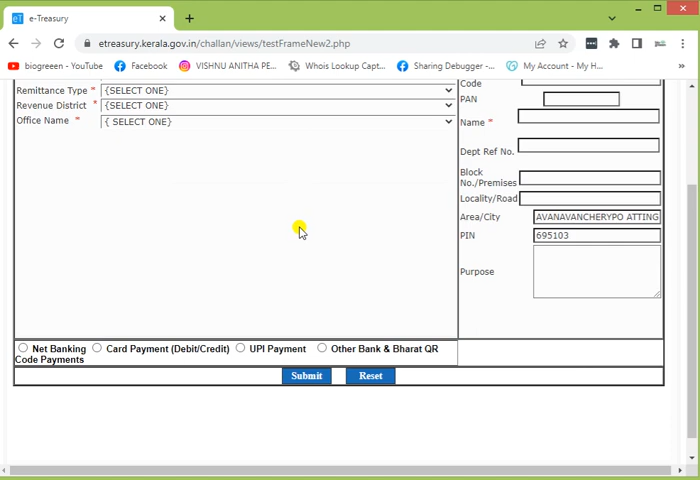 e-Treasury
etreasury.kerala.gov.in/challan/views/testFrameNew2.php
biogreen - YouTube Facebook VISHNU ANITHA PE... Whois Lookup Capt... Sharing Debugger -... My Account - My H... »
Remittance Type * {SELECT ONE}
Revenue District * {SELECT ONE}
Office Name * { SELECT ONE}
Code
PAN
Name *
Dept Ref No.
Block
No./Premises
Locality/Road
Area/City AVANAVANCHERYPO ATTING
PIN 695103
Purpose
Net Banking Card Payment (Debit/Credit) UPI Payment Other Bank & Bharat QR
Code Payments
Submit Reset